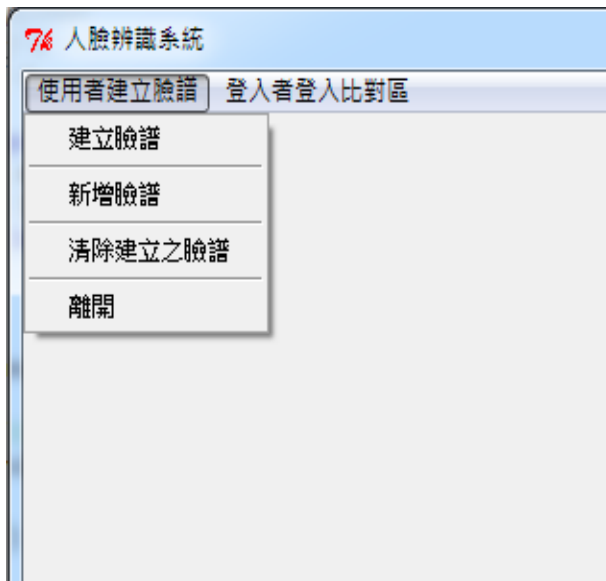 人臉辨識系統
使用者建立臉譜 登入者登入比對區
建立臉譜
新增臉譜
清除建立之臉譜
離開